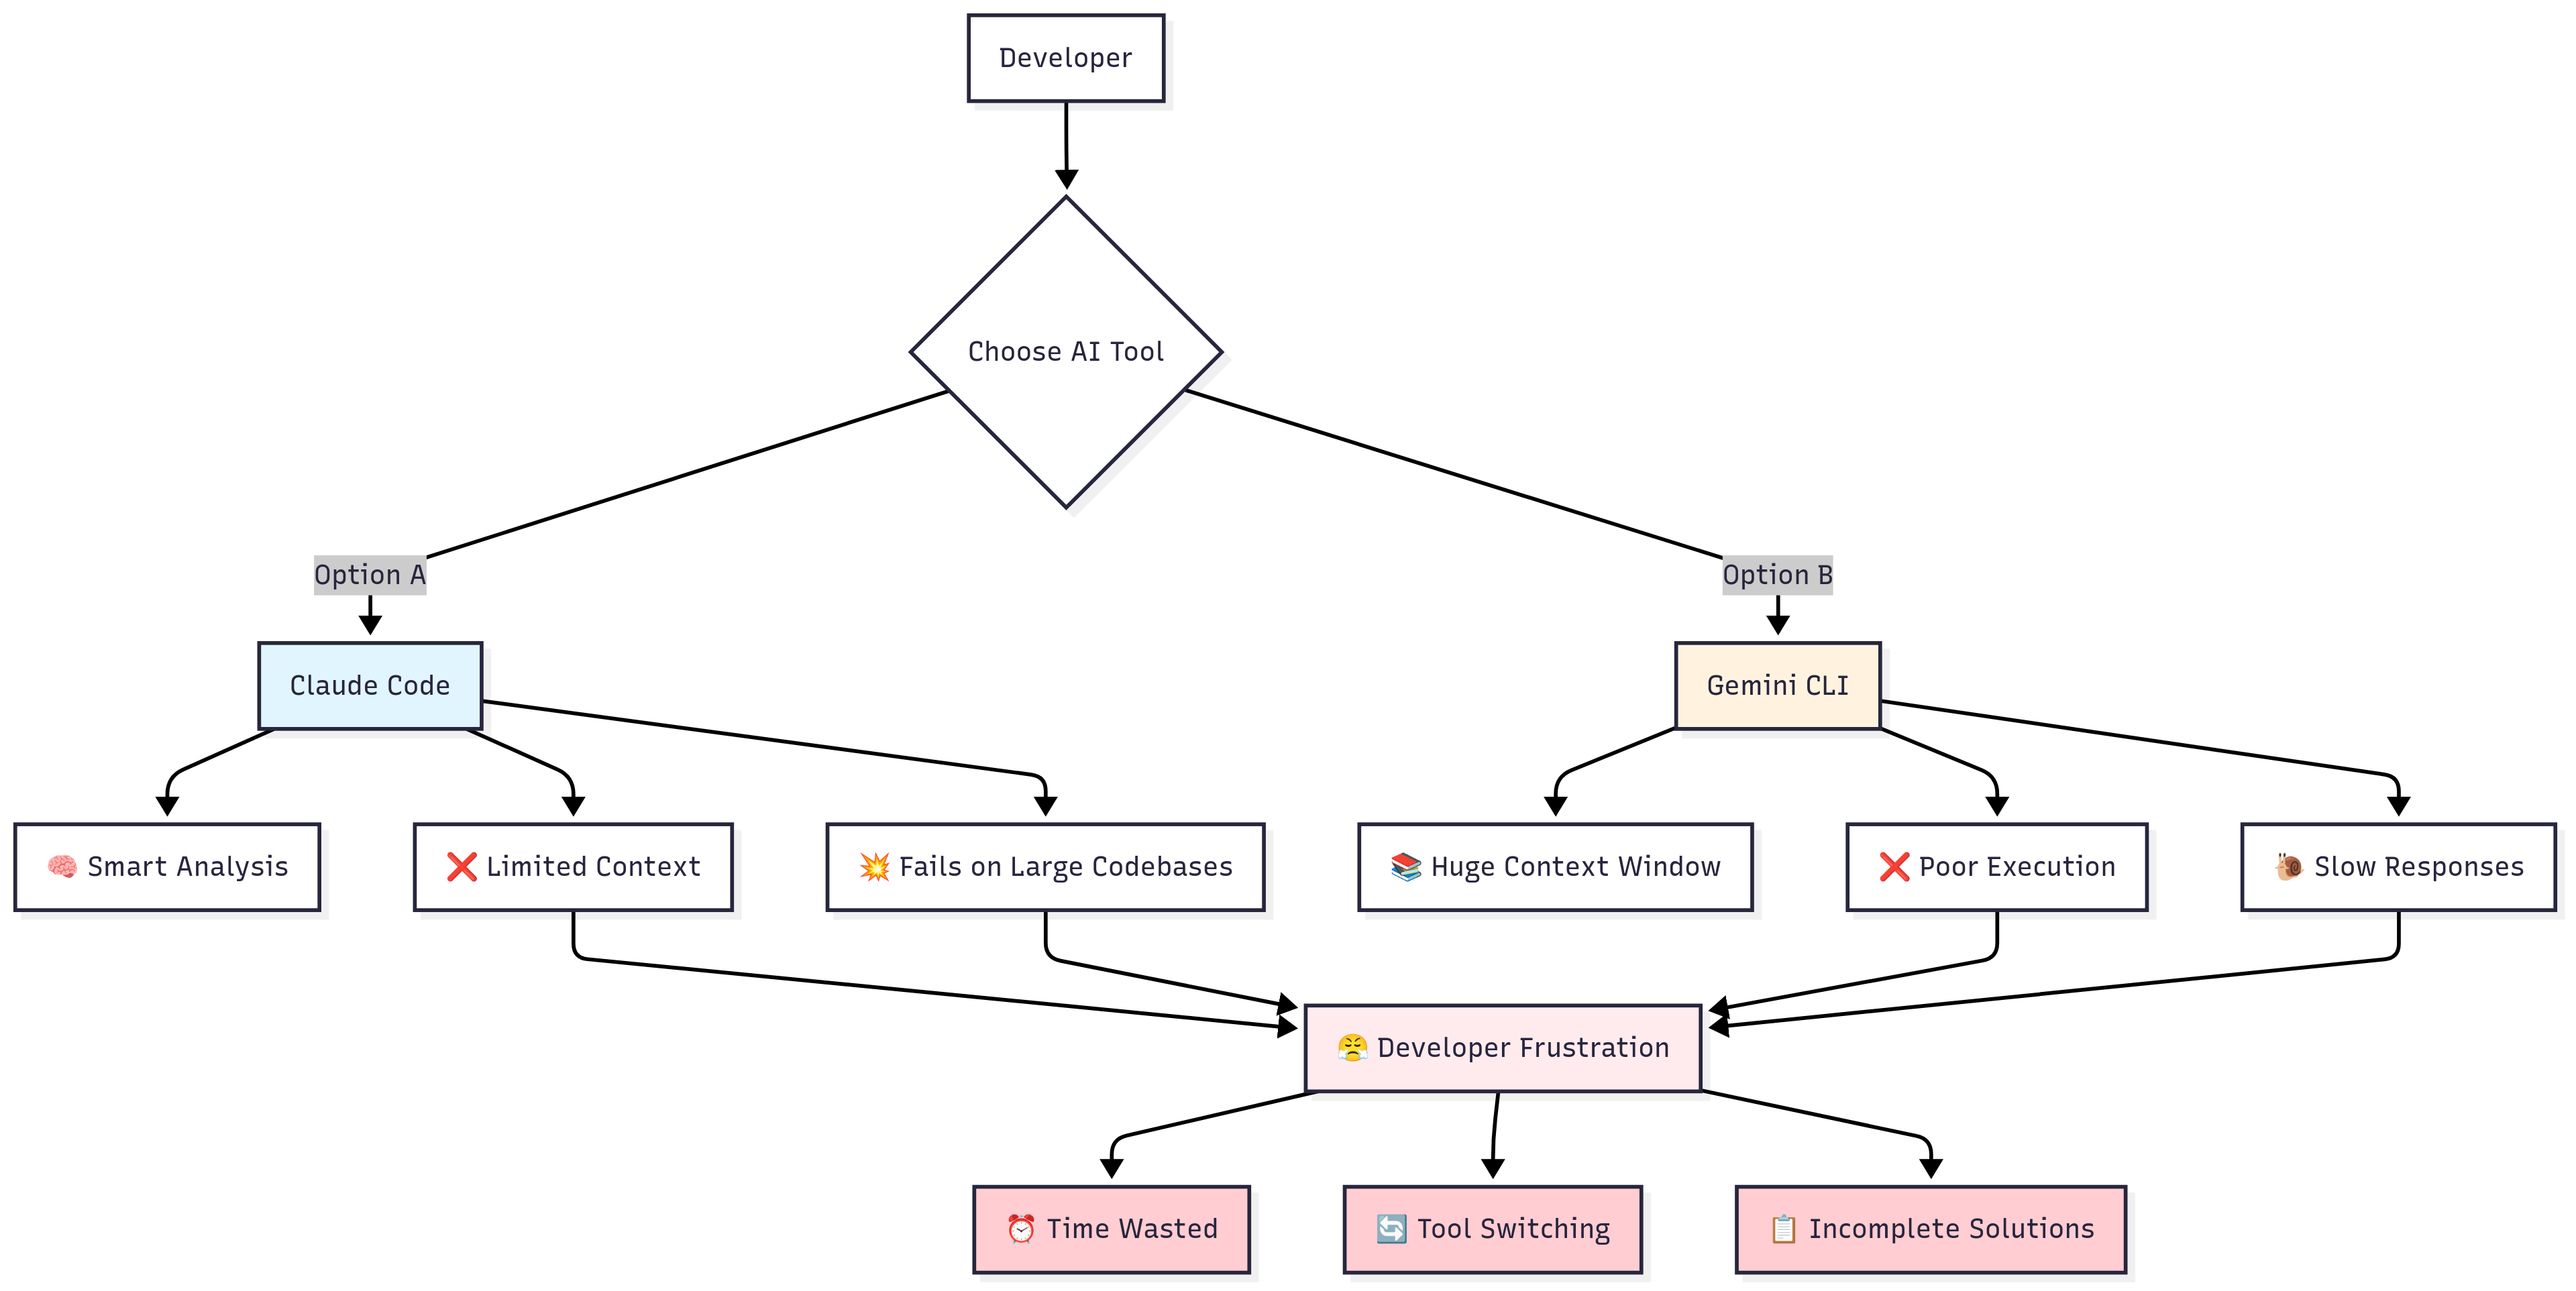 Developer
Choose AI Tool
Option A
Option B
Claude Code
Gemini CLI
🧠 Smart Analysis
❌ Limited Context
💥 Fails on Large Codebases
📚 Huge Context Window
❌ Poor Execution
🐌 Slow Responses
😤 Developer Frustration
⏰ Time Wasted
🔄 Tool Switching
📋 Incomplete Solutions